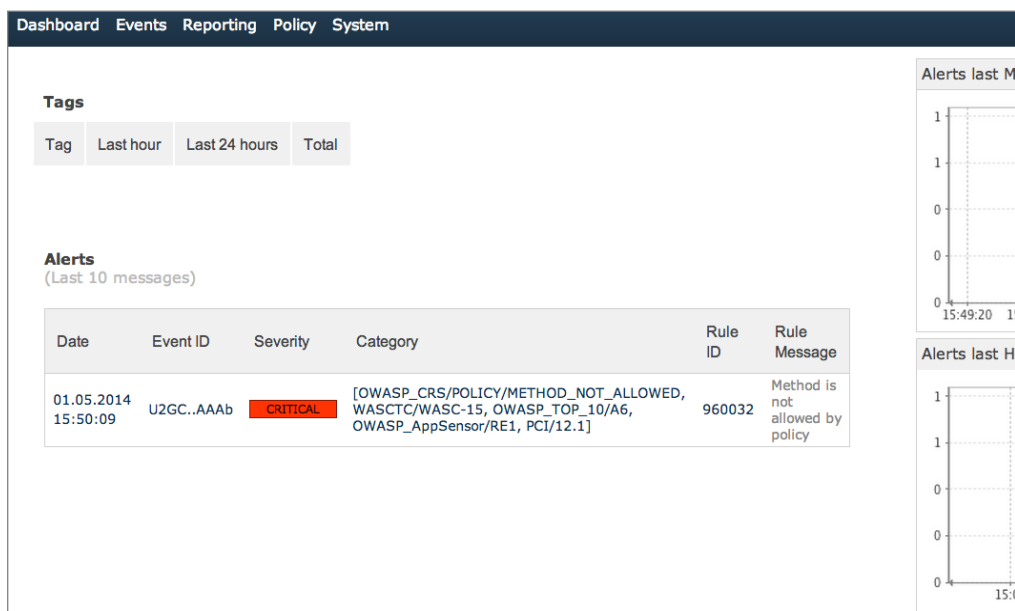 Dashboard Events Reporting Policy System
Tags
Tag Last hour Last 24 hours Total
Alerts
(Last 10 messages)
Date Event ID Severity Category Rule ID Rule Message
01.05.2014
15:50:09
U2GC..AAAb
CRITICAL
[OWASP_CRS/POLICY/METHOD_NOT_ALLOWED,
WASCTC/WASC-15, OWASP_TOP_10/A6,
OWASP_AppSensor/RE1, PCI/12.1]
960032
Method is
not
allowed by
policy
Alerts last M
1
1
0
0
0
15:49:20 1
Alerts last H
1
1
0
0
0
15:0